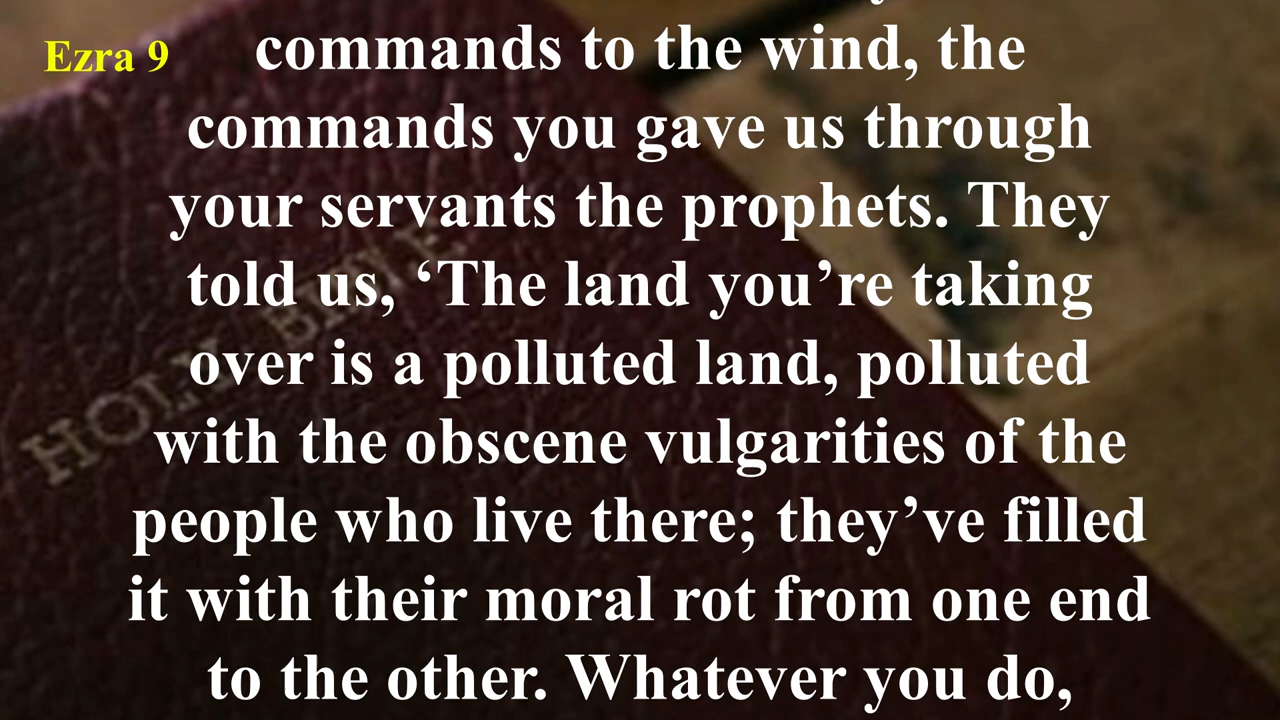 Ezra 9
commands to the wind, the
commands you gave us through
your servants the prophets. They
told us, ‘The land you’re taking
over is a polluted land, polluted
with the obscene vulgarities of the
people who live there; they’ve filled
it with their moral rot from one end
to the other. Whatever you do,
HOLY BIBLE